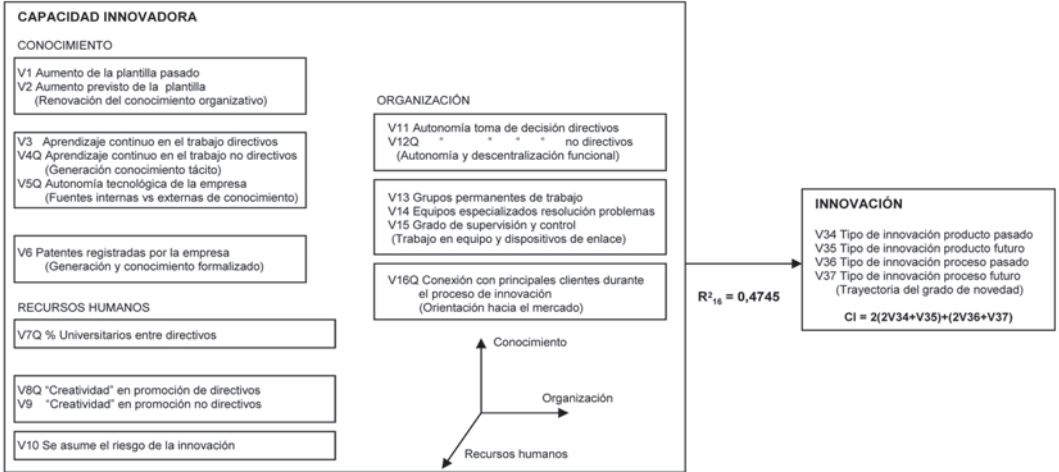 CAPACIDAD INNOVADORA
CONOCIMIENTO
V1 Aumento de la plantilla pasado
V2 Aumento previsto de la plantilla
(Renovación del conocimiento organizativo)
V3 Aprendizaje continuo en el trabajo directivos
V4Q Aprendizaje continuo en el trabajo no directivos
(Generación conocimiento tácito)
V5Q Autonomía tecnológica de la empresa
(Fuentes internas vs externas de conocimiento)
V6 Patentes registradas por la empresa
(Generación y conocimiento formalizado)
RECURSOS HUMANOS
V7Q % Universitarios entre directivos
V8Q “Creatividad” en promoción de directivos
V9 “Creatividad” en promoción no directivos
V10 Se asume el riesgo de la innovación
ORGANIZACIÓN
V11 Autonomía toma de decisión directivos
V12Q " " " " no directivos
(Autonomía y descentralización funcional)
V13 Grupos permanentes de trabajo
V14 Equipos especializados resolución problemas
V15 Grado de supervisión y control
(Trabajo en equipo y dispositivos de enlace)
V16Q Conexión con principales clientes durante
el proceso de innovación
(Orientación hacia el mercado)
Conocimiento
Organización
Recursos humanos
R²₁₆ = 0,4745
INNOVACIÓN
V34 Tipo de innovación producto pasado
V35 Tipo de innovación producto futuro
V36 Tipo de innovación proceso pasado
V37 Tipo de innovación proceso futuro
(Trayectoria del grado de novedad)
CI = 2(2V34+V35)+(2V36+V37)